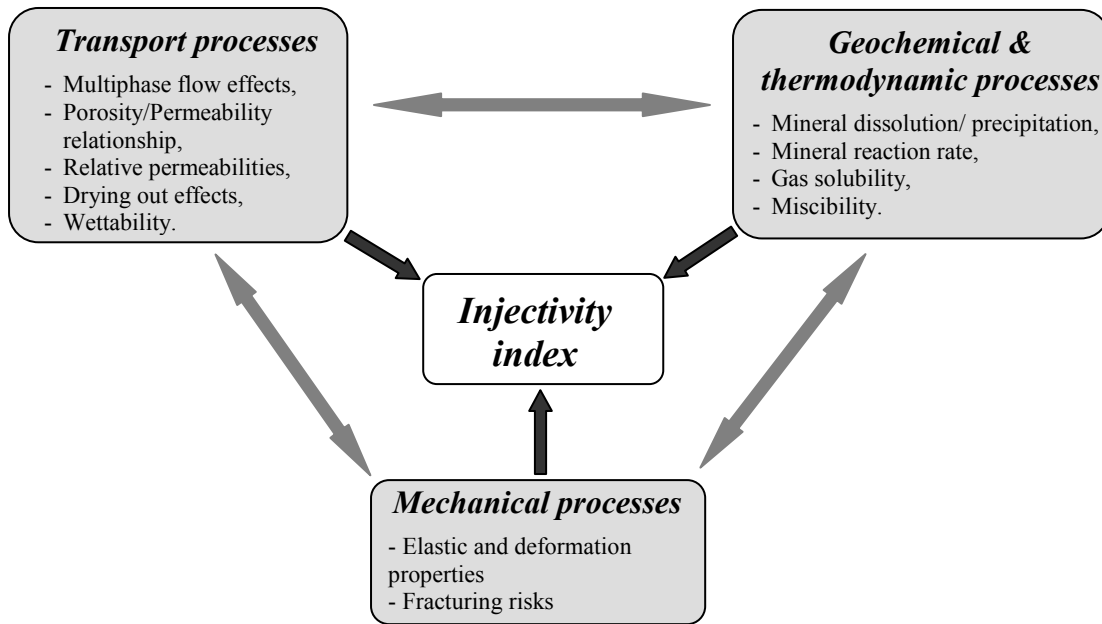 Transport processes
- Multiphase flow effects,
- Porosity/Permeability
relationship,
- Relative permeabilities,
- Drying out effects,
- Wettability.
Geochemical &
thermodynamic processes
- Mineral dissolution/ precipitation,
- Mineral reaction rate,
- Gas solubility,
- Miscibility.
Injectivity
index
Mechanical processes
- Elastic and deformation
properties
- Fracturing risks